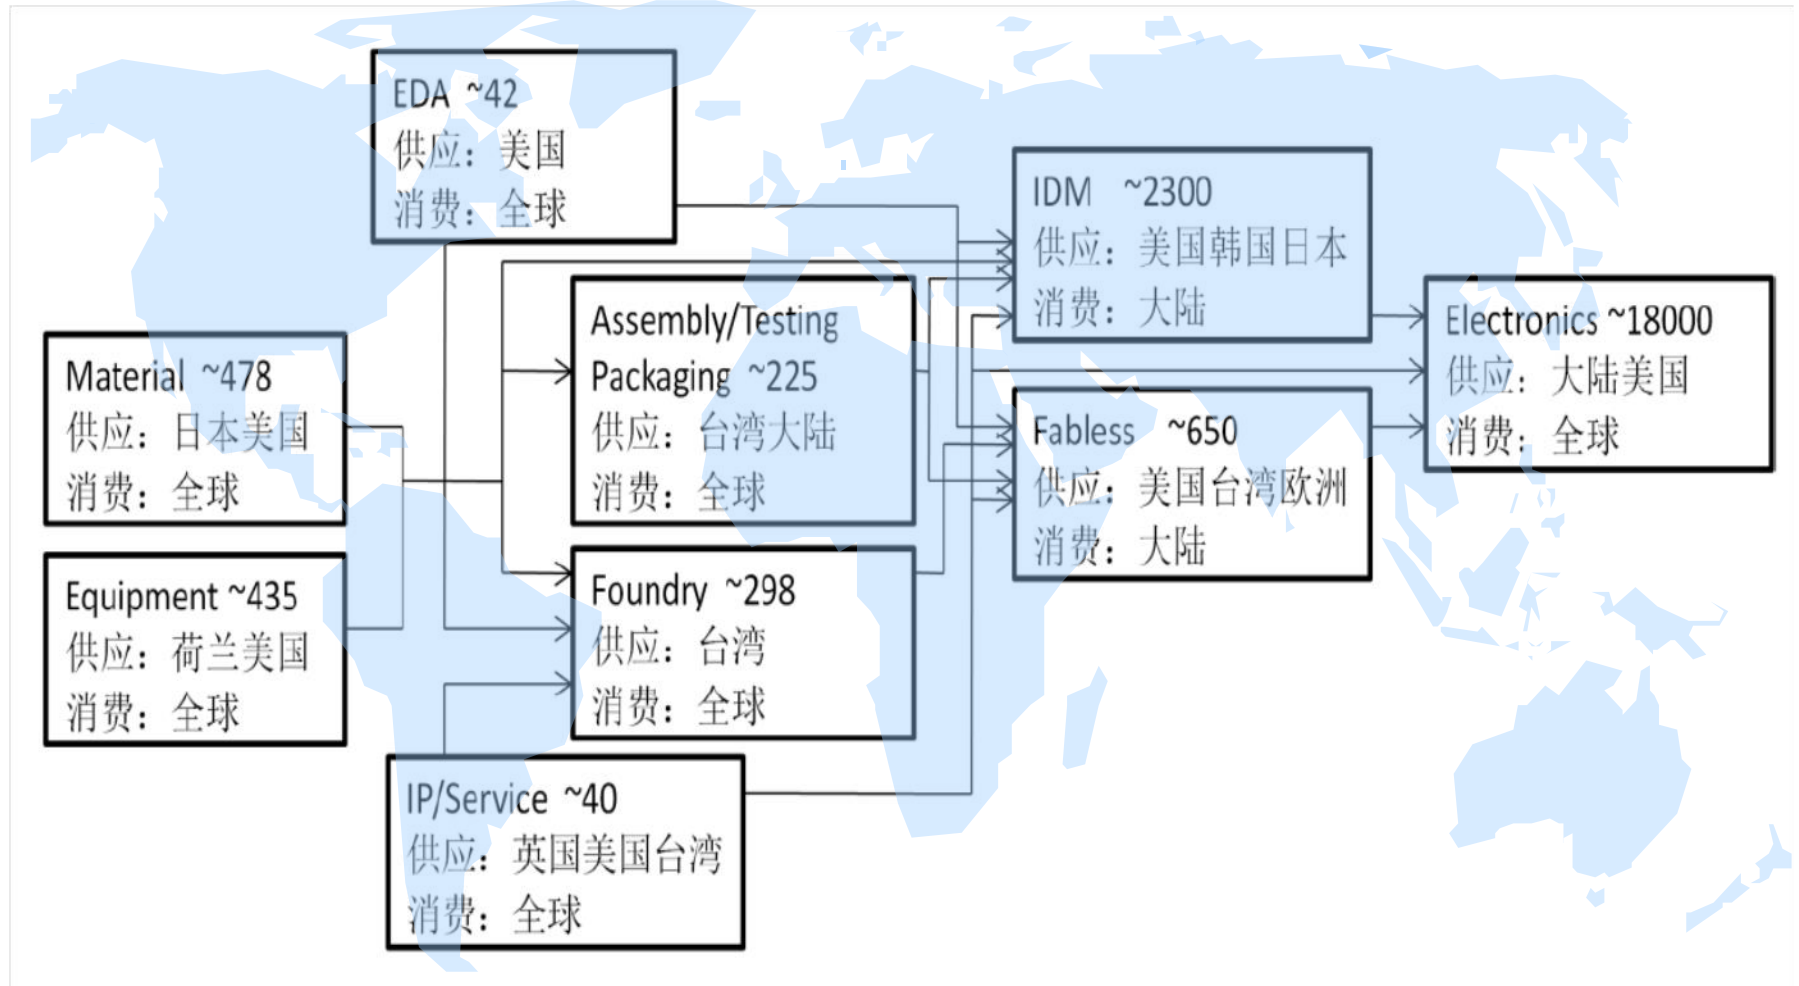 EDA ~42
供应：美国
消费：全球
Material ~478
供应：日本美国
消费：全球
Equipment ~435
供应：荷兰美国
消费：全球
Assembly/Testing
Packaging ~225
供应：台湾大陆
消费：全球
Foundry ~298
供应：台湾
消费：全球
IP/Service ~40
供应：英国美国台湾
消费：全球
IDM ~2300
供应：美国韩国日本
消费：大陆
Fabless ~650
供应：美国台湾欧洲
消费：大陆
Electronics ~18000
供应：大陆美国
消费：全球